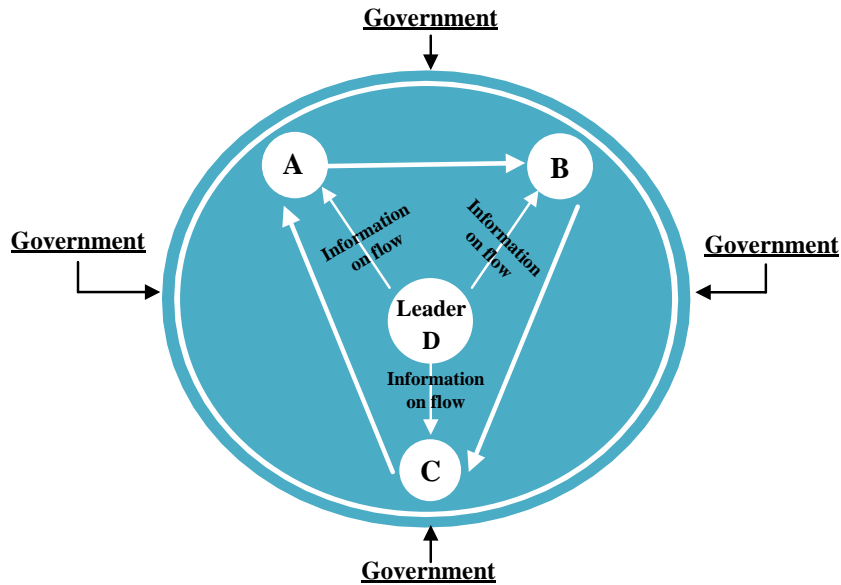 Government
A
B
Information
on flow
Information
on flow
Government
Government
Leader
D
Information
on flow
C
Government